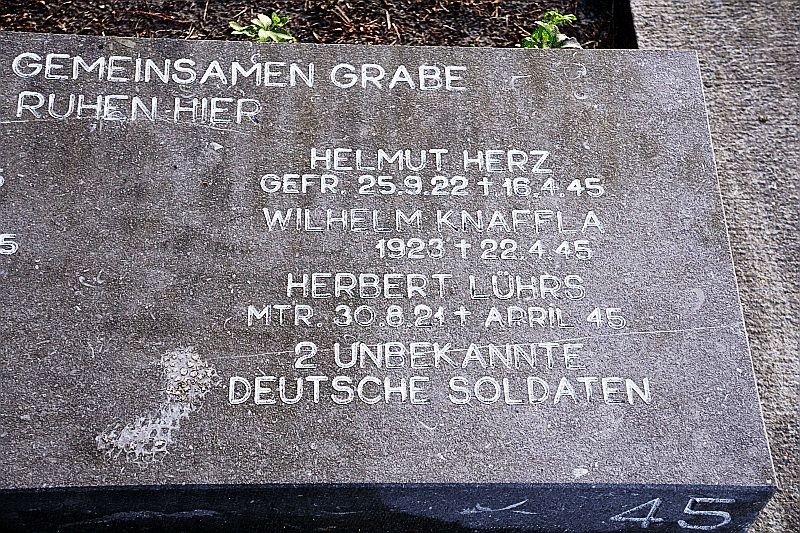 GEMEINSAMEN GRABE
RUHEN HIER
HELMUT HERZ
GEFR. 25.9.22 + 16.4.45
WILHELM KNAFFLA
1923 + 22.4.45
HERBERT LÜHRS
MTR. 30.8.21 + APRIL 45
2 UNBEKANNTE
DEUTSCHE SOLDATEN
5
45